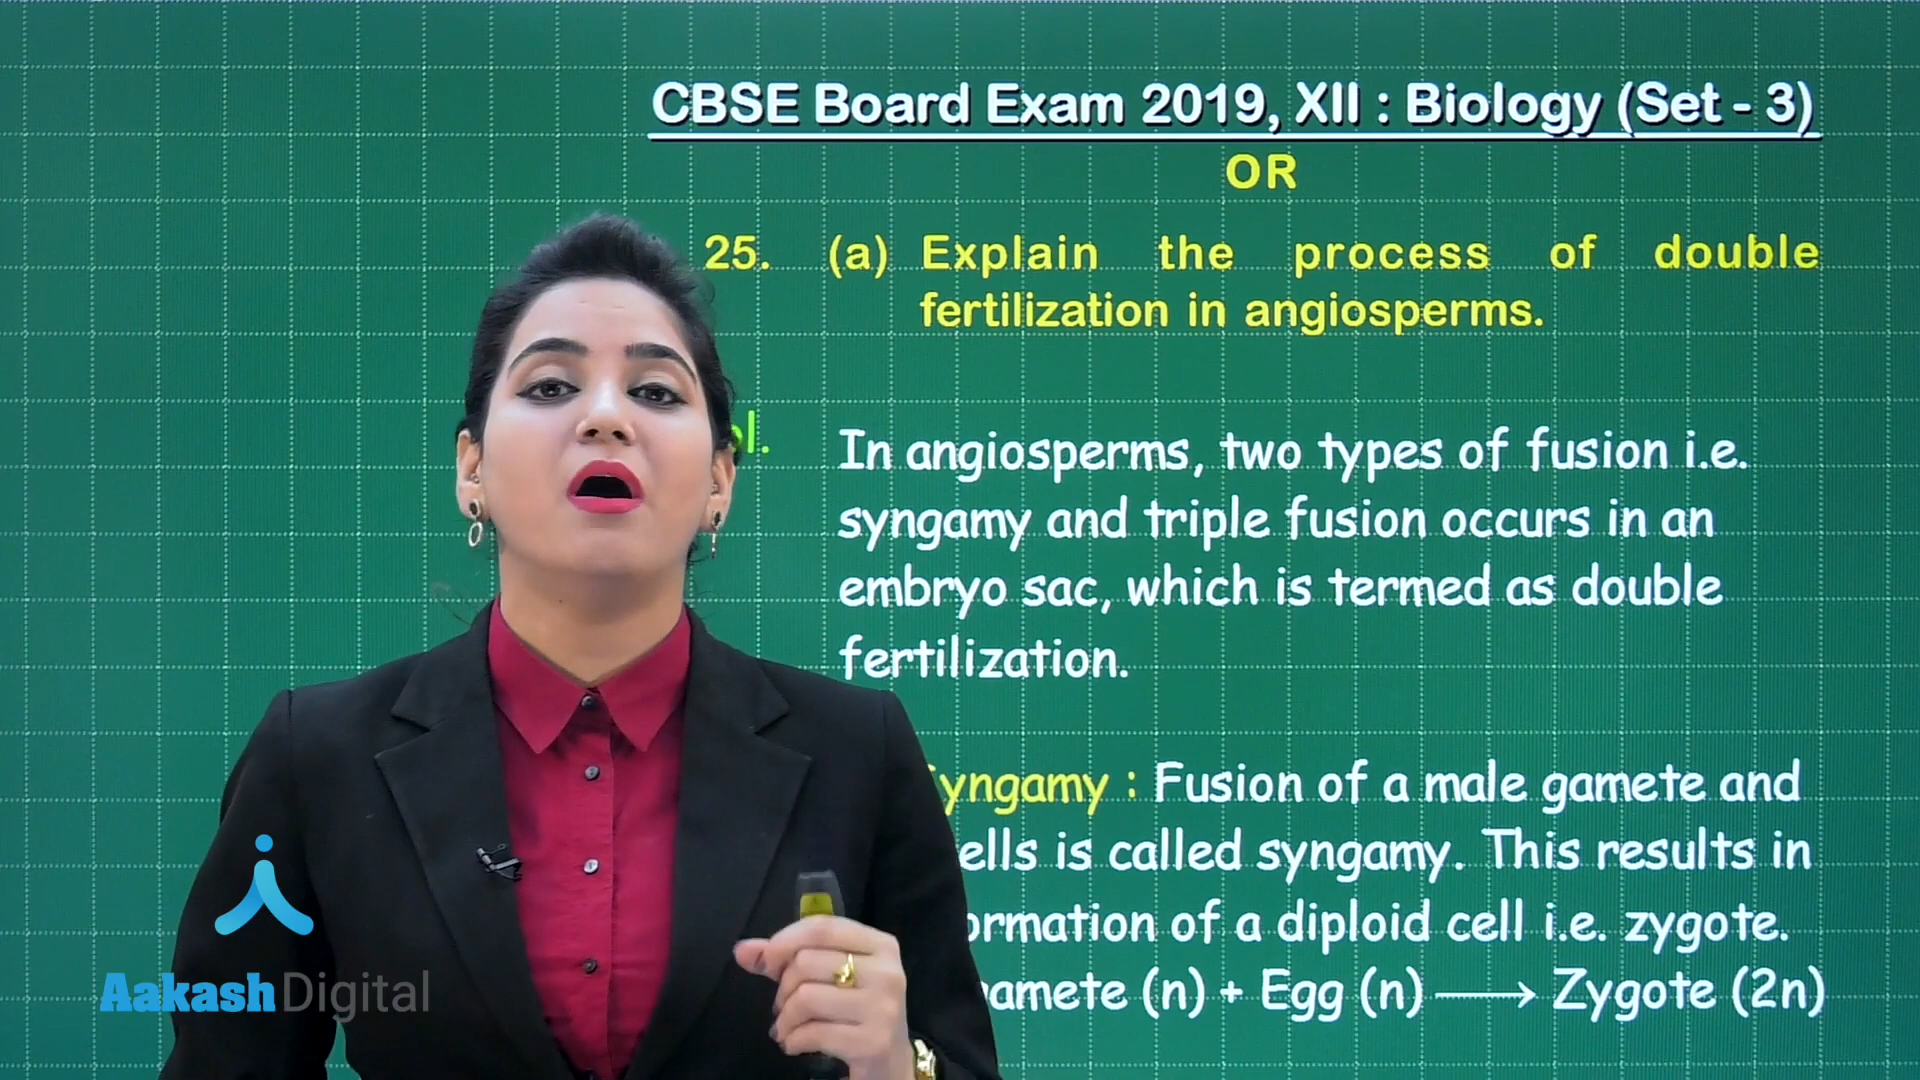 CBSE Board Exam 2019, XII : Biology (Set - 3)
OR
25. (a) Explain the process of double
fertilization in angiosperms.
In angiosperms, two types of fusion i.e.
syngamy and triple fusion occurs in an
embryo sac, which is termed as double
fertilization.
yngamy : Fusion of a male gamete and
ells is called syngamy. This results in
ormation of a diploid cell i.e. zygote.
amete (n) + Egg (n) ⟶ Zygote (2n)
Aakash Digital